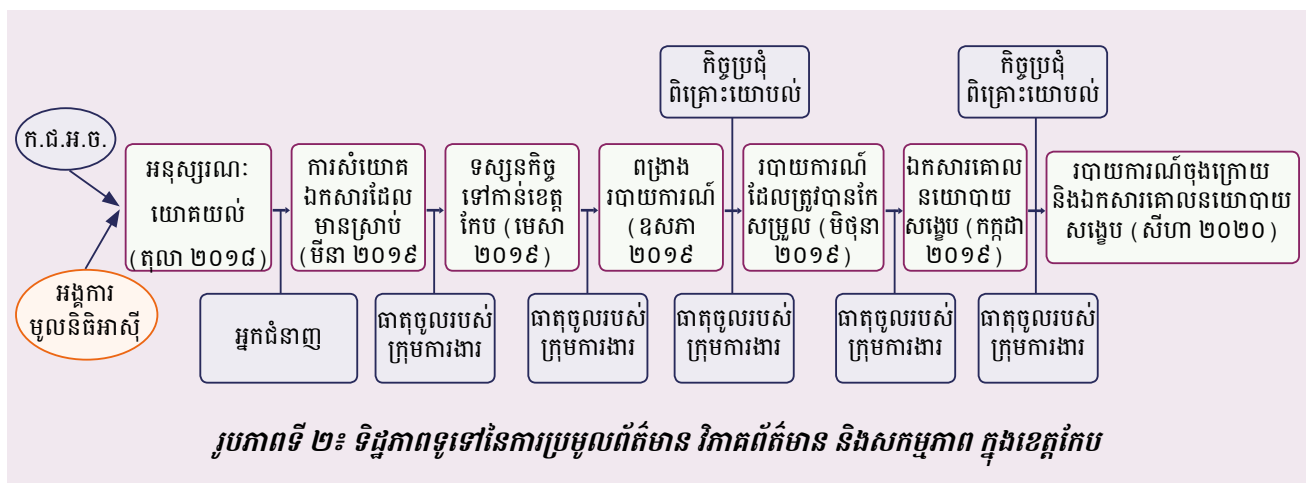 កិច្ចប្រជុំ
ពិគ្រោះយោបល់
កិច្ចប្រជុំ
ពិគ្រោះយោបល់
ក.ជ.អ.ច.
អនុស្សរណៈ
យោគយល់
(តុលា ២០១៨)
ការសំយោគ
ឯកសារដែល
មានស្រាប់
(មីនា ២០១៩
ទស្សនកិច្ច
ទៅកាន់ខេត្ត
កែប (មេសា
២០១៩)
ពង្រាង
របាយការណ៍
(ឧសភា
២០១៩
របាយការណ៍
ដែលត្រូវបានកែ
សម្រួល (មិថុនា
២០១៩)
ឯកសារគោល
នយោបាយ
សង្ខេប (កក្កដា
២០១៩)
របាយការណ៍ចុងក្រោយ
និងឯកសារគោលនយោបាយ
សង្ខេប (សីហា ២០២០)
អង្គការ
មូលនិធិអាស៊ី
អ្នកជំនាញ
ធាតុចូលរបស់
ក្រុមការងារ
ធាតុចូលរបស់
ក្រុមការងារ
ធាតុចូលរបស់
ក្រុមការងារ
ធាតុចូលរបស់
ក្រុមការងារ
ធាតុចូលរបស់
ក្រុមការងារ
រូបភាពទី ២៖ ទិដ្ឋភាពទូទៅនៃការប្រមូលព័ត៌មាន វិភាគព័ត៌មាន និងសកម្មភាព ក្នុងខេត្តកែប